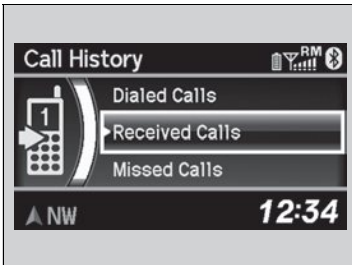 Call History RM
Dialed Calls
1
Received Calls
Missed Calls
NW 12:34